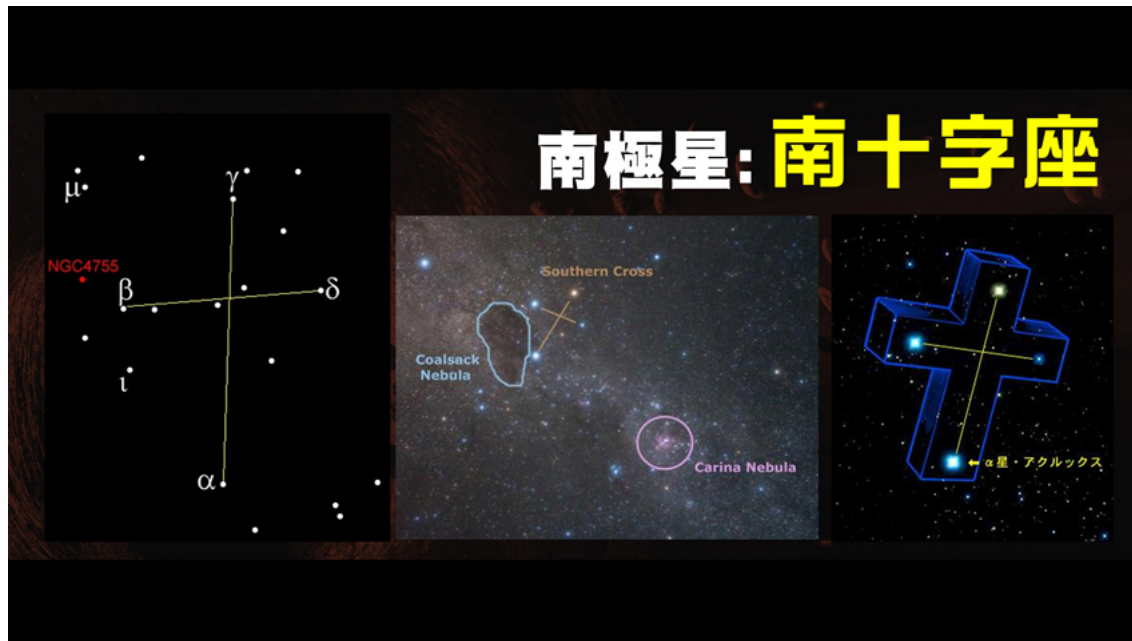 南極星:南十字座
μ
γ
NGC4755
β
δ
ι
α
Southern Cross
Coalsack
Nebula
Carina Nebula
⬅α星・アクルックス